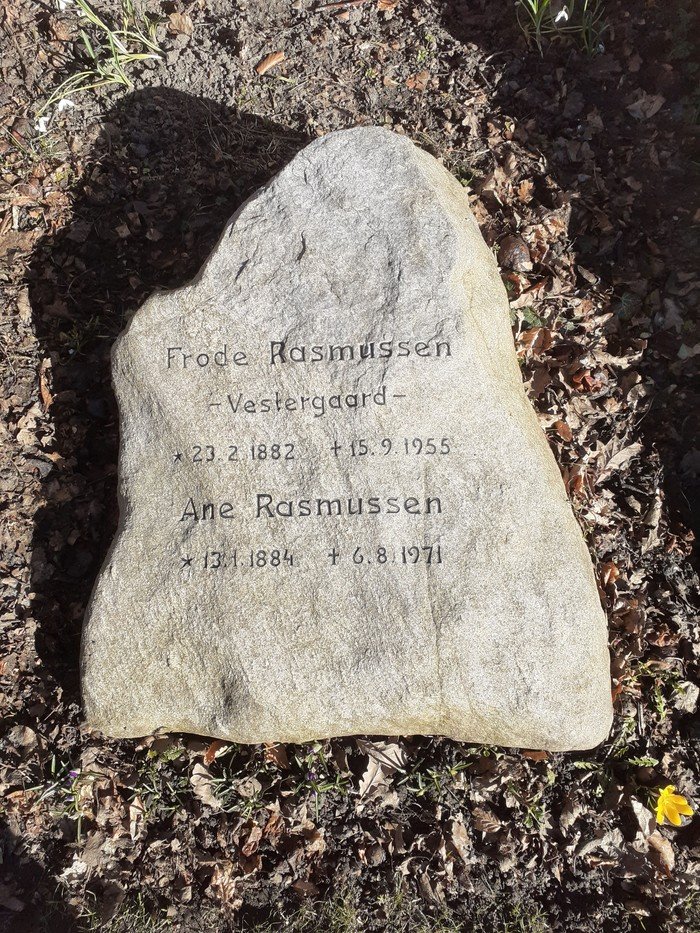 Frode Rasmussen
-Vestergaard-
★ 23.2.1882 ✝ 15.9.1955
Ane Rasmussen
★ 13.1.1884 ✝ 6.8.1971